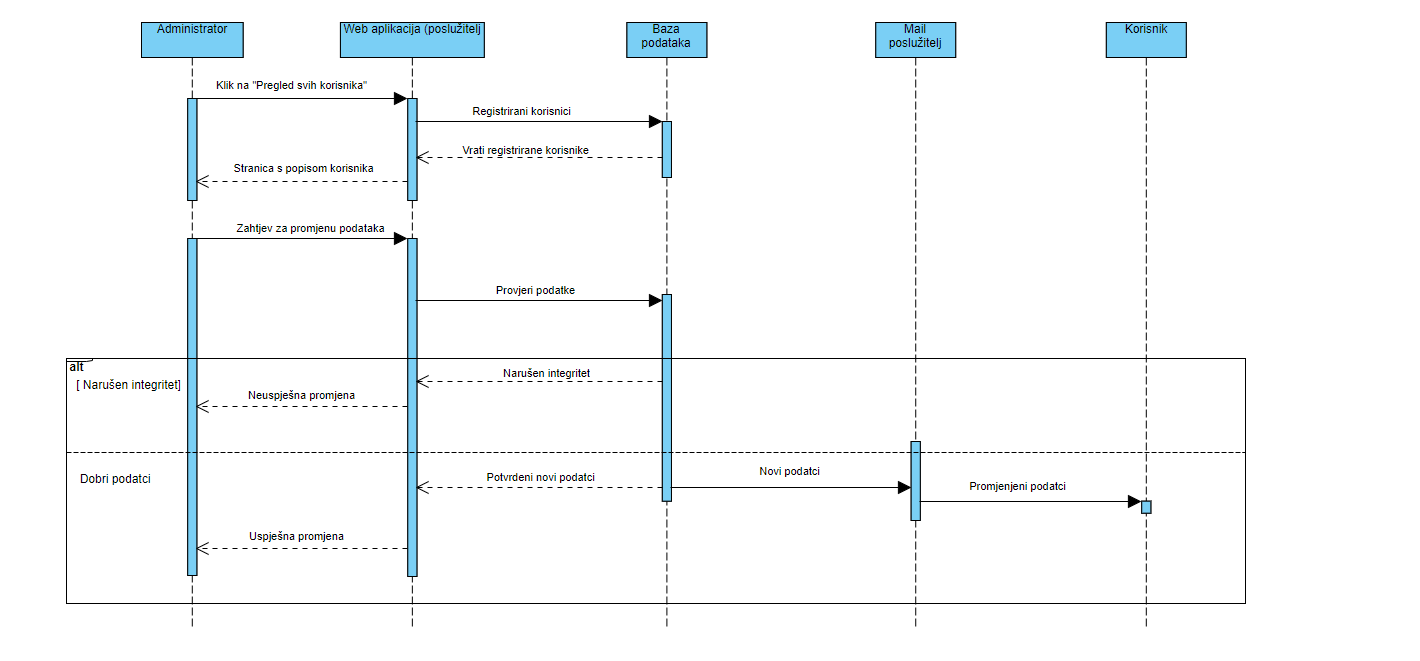 Administrator
Web aplikacija (poslužitelj
Baza
podataka
Mail
poslužitelj
Korisnik
Klik na "Pregled svih korisnika"
Registrirani korisnici
Vrati registrirane korisnike
Stranica s popisom korisnika
Zahtjev za promjenu podataka
Provjeri podatke
alt
[ Narušen integritet]
Narušen integritet
Neuspješna promjena
Dobri podatci
Potvrdeni novi podatci
Novi podatci
Promjenjeni podatci
Uspješna promjena